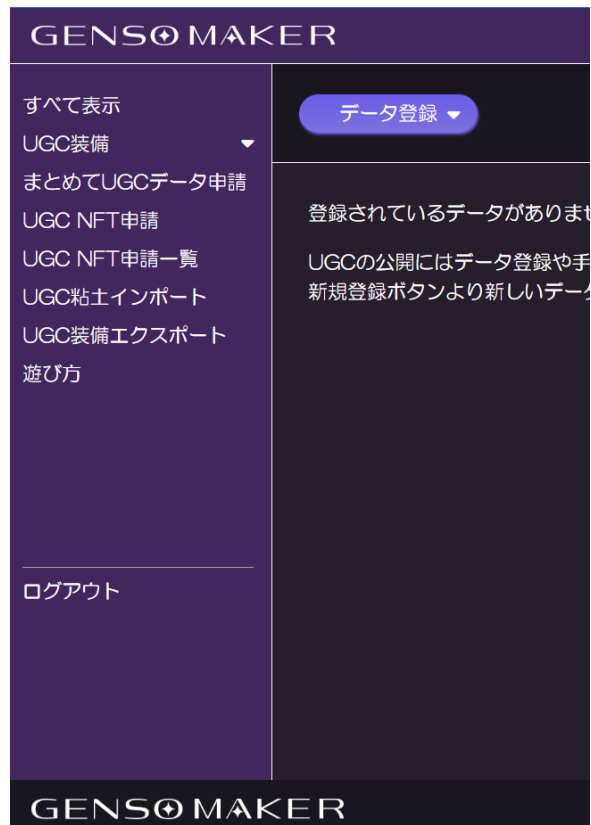 GENSO MAKER
すべて表示
UGC装備
まとめてUGCデータ申請
UGC NFT申請
UGC NFT申請一覧
UGC粘土インポート
UGC装備エクスポート
遊び方
ログアウト
データ登録
登録されているデータがありませ
UGCの公開にはデータ登録や手
新規登録ボタンより新しいデータ
GENSO MAKER